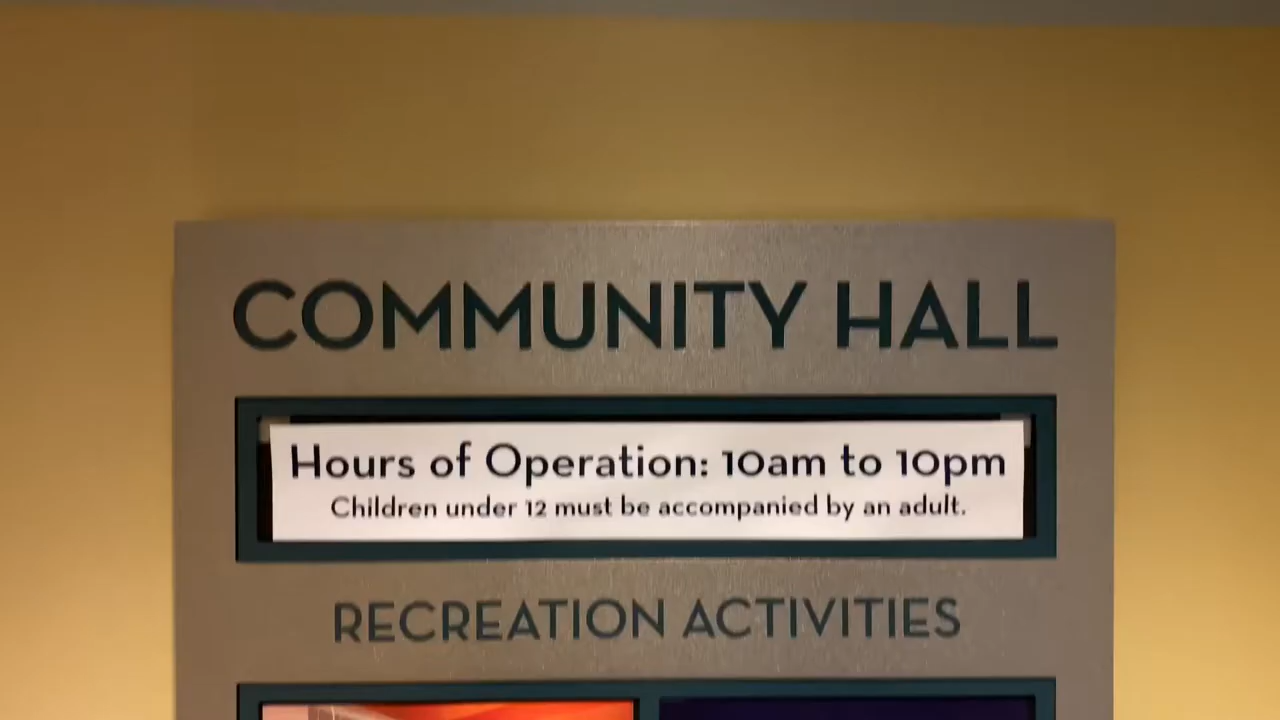 COMMUNITY HALL
Hours of Operation: 10am to 10pm
Children under 12 must be accompanied by an adult.
RECREATION ACTIVITIES